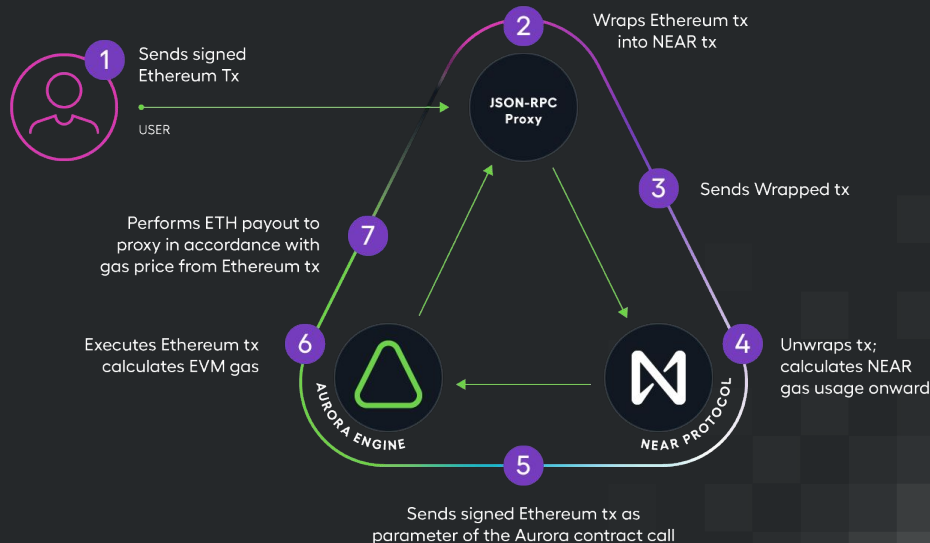 1
Sends signed
Ethereum Tx
USER
2
Wraps Ethereum tx
into NEAR tx
JSON-RPC
Proxy
3
Sends Wrapped tx
7
Performs ETH payout to
proxy in accordance with
gas price from Ethereum tx
6
Executes Ethereum tx
calculates EVM gas
AURORA ENGINE
4
Unwraps tx;
calculates NEAR
gas usage onward
NEAR PROTOCOL
5
Sends signed Ethereum tx as
parameter of the Aurora contract call